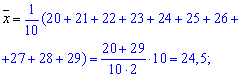 x̅ = 1/10 (20 + 21 + 22 + 23 + 24 + 25 + 26 +
+ 27 + 28 + 29) = (20 + 29)/(10 · 2) · 10 = 24,5;